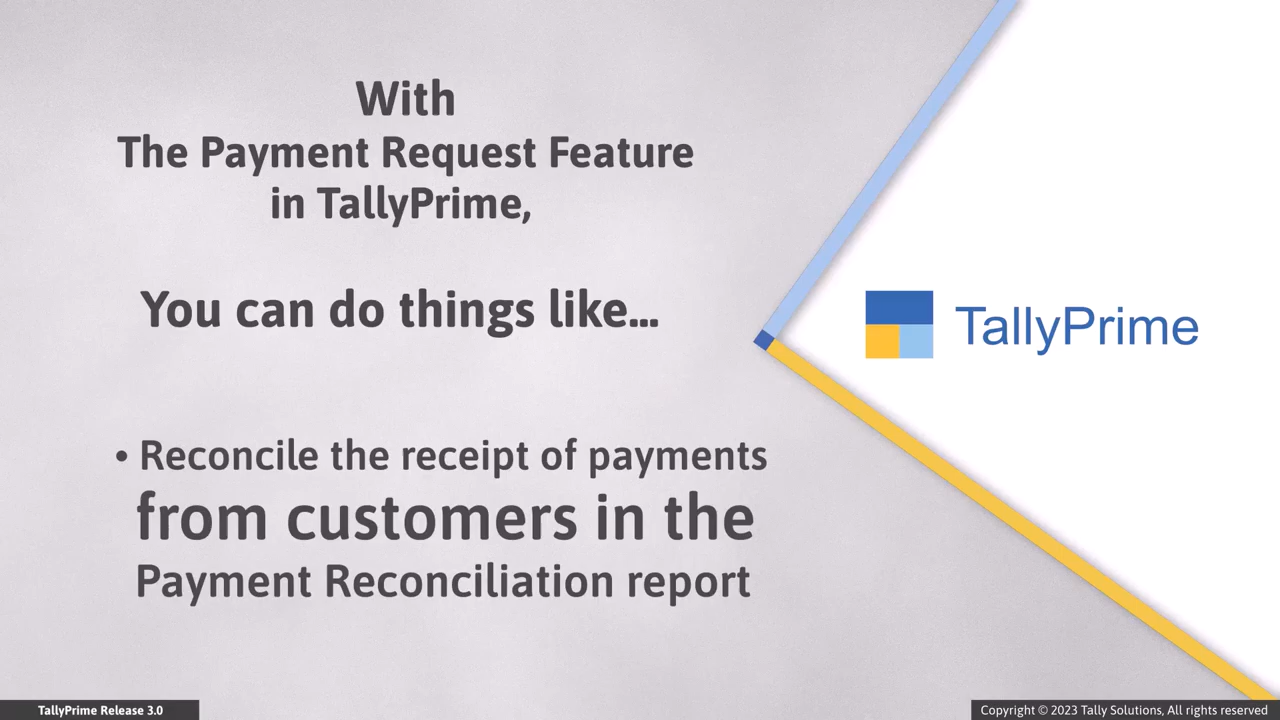 With
The Payment Request Feature
in TallyPrime,
You can do things like...
• Reconcile the receipt of payments
from customers in the
Payment Reconciliation report
TallyPrime
TallyPrime Release 3.0
Copyright © 2023 Tally Solutions, All rights reserved